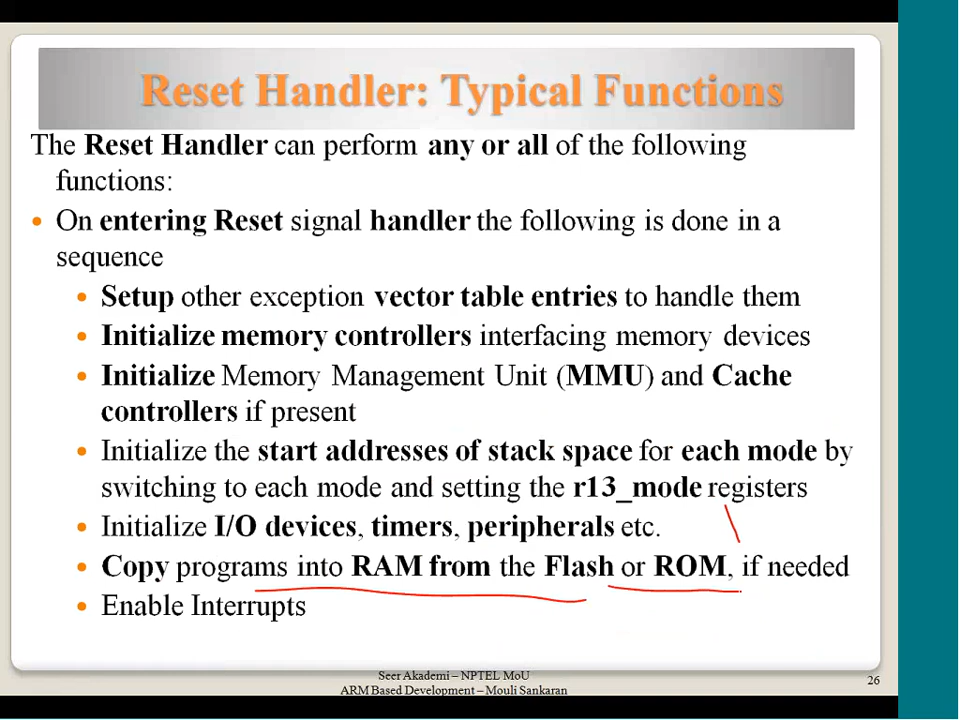 Reset Handler: Typical Functions
The Reset Handler can perform any or all of the following
functions:
• On entering Reset signal handler the following is done in a
sequence
• Setup other exception vector table entries to handle them
• Initialize memory controllers interfacing memory devices
• Initialize Memory Management Unit (MMU) and Cache
controllers if present
• Initialize the start addresses of stack space for each mode by
switching to each mode and setting the r13_mode registers
• Initialize I/O devices, timers, peripherals etc.
• Copy programs into RAM from the Flash or ROM, if needed
• Enable Interrupts
Seer Akademi – NPTEL MoU
ARM Based Development – Mouli Sankaran
26